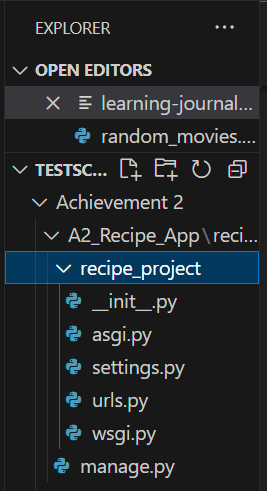 EXPLORER ...
OPEN EDITORS
learning-journal...
random_movies....
TESTSC...
Achievement 2
A2_Recipe_App\reci...
recipe_project
__init__.py
asgi.py
settings.py
urls.py
wsgi.py
manage.py